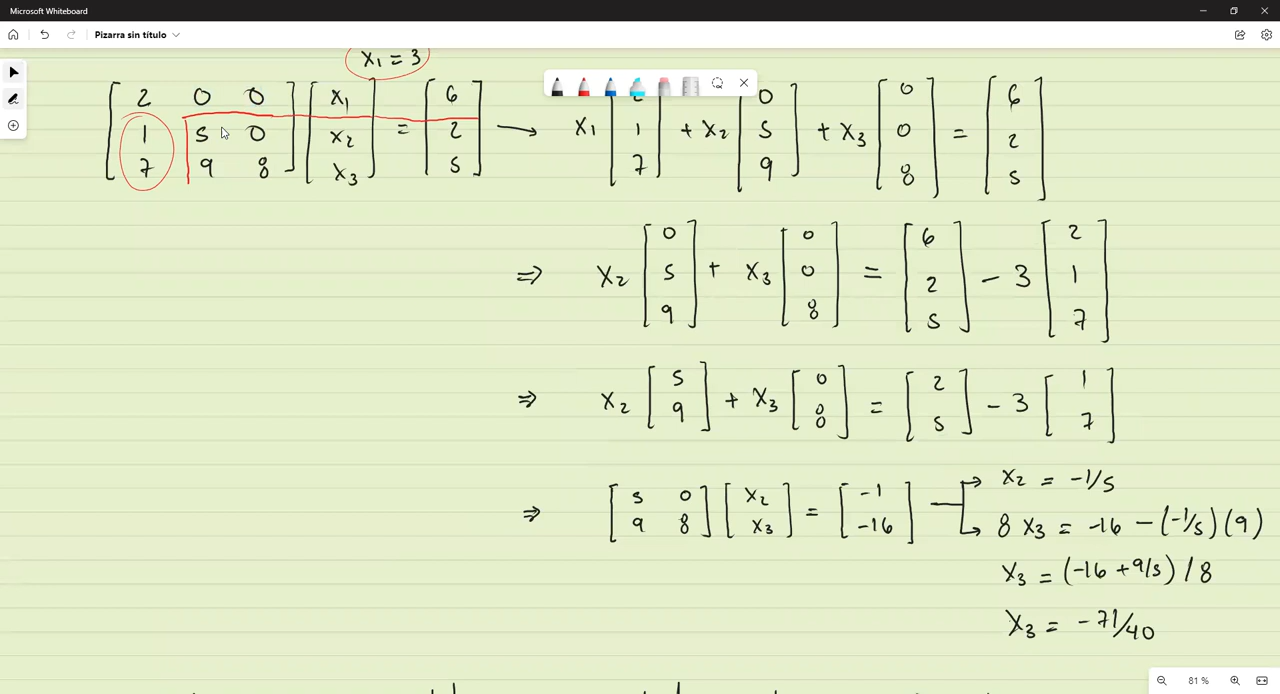 Microsoft Whiteboard
Pizarra sin título
x₁ = 3
[2 0 0; 1 5 0; 7 9 8] [x₁; x₂; x₃] = [6; 2; 5] → x₁ [2; 1; 7] + x₂ [0; 5; 9] + x₃ [0; 0; 8] = [6; 2; 5]
⇒ x₂ [0; 5; 9] + x₃ [0; 0; 8] = [6; 2; 5] − 3 [2; 1; 7]
⇒ x₂ [5; 9] + x₃ [0; 8] = [2; 5] − 3 [1; 7]
⇒ [5 0; 9 8] [x₂; x₃] = [-1; -16] →
x₂ = -1/5
8 x₃ = -16 − (-1/5)(9)
x₃ = (-16 + 9/5) / 8
x₃ = -71/40
81 %